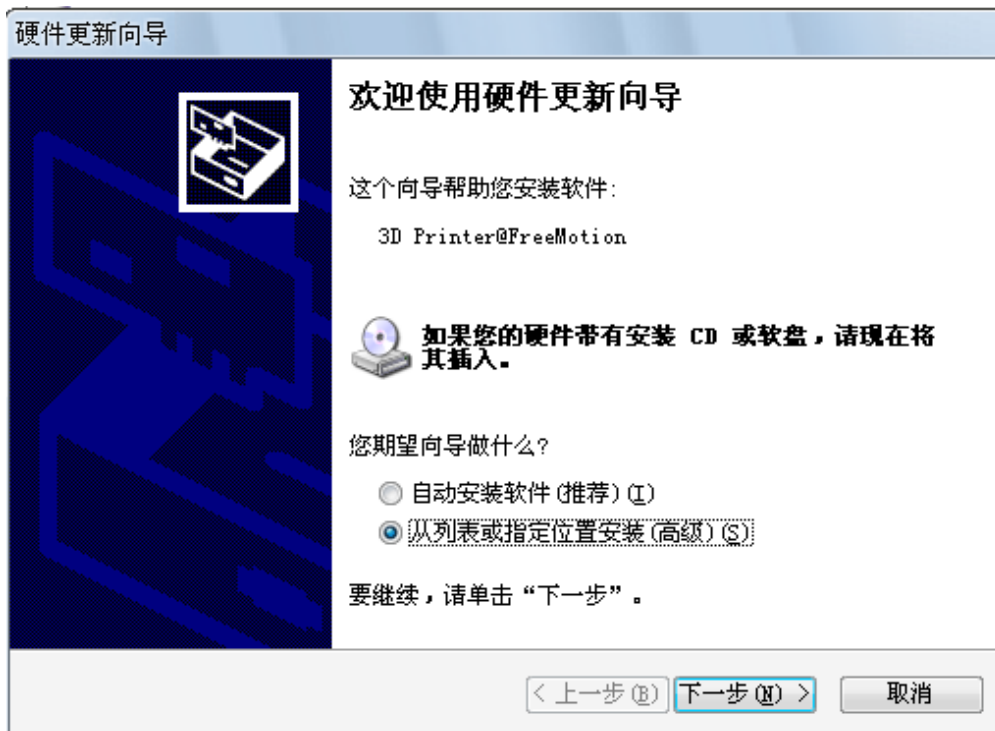 硬件更新向导
欢迎使用硬件更新向导
这个向导帮助您安装软件:
3D Printer@FreeMotion
如果您的硬件带有安装 CD 或软盘，请现在将
其插入。
您期望向导做什么?
自动安装软件(推荐)(I)
从列表或指定位置安装(高级)(S)
要继续，请单击“下一步”。
< 上一步(B) 下一步(N) > 取消